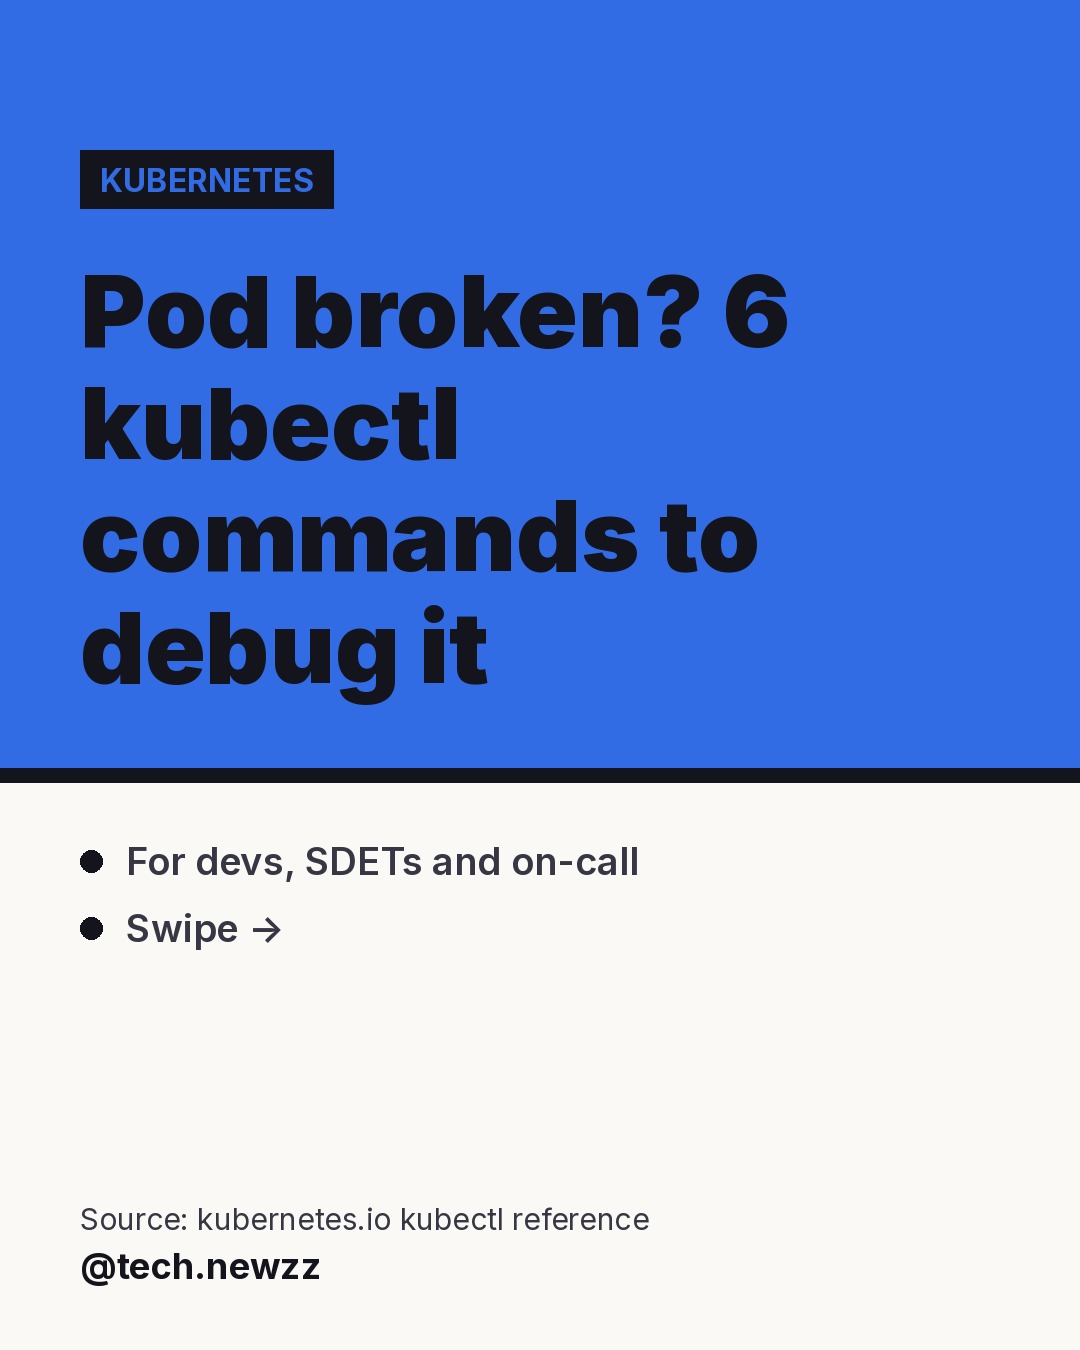 KUBERNETES
Pod broken? 6
kubectl
commands to
debug it
● For devs, SDETs and on-call
● Swipe →
Source: kubernetes.io kubectl reference
@tech.newzz